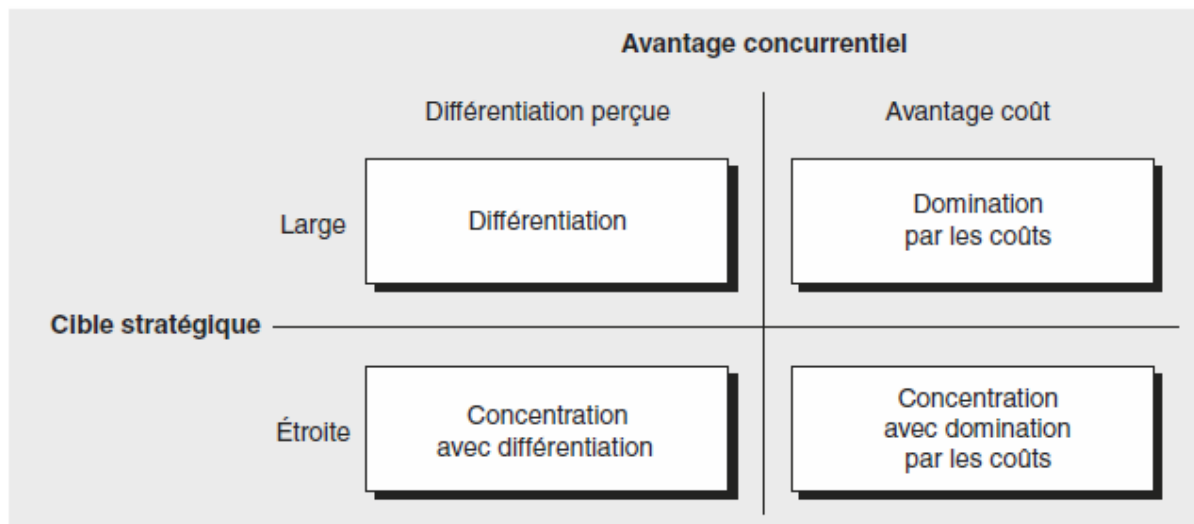 Avantage concurrentiel
Différentiation perçue
Avantage coût
Large
Différentiation
Domination
par les coûts
Cible stratégique
Étroite
Concentration
avec différentiation
Concentration
avec domination
par les coûts